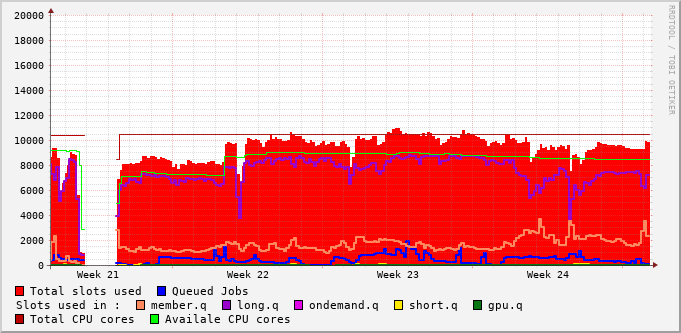 20000
18000
16000
14000
12000
10000
8000
6000
4000
2000
0
Week 21 Week 22 Week 23 Week 24
RRDTOOL / TOBI OETIKER
Total slots used Queued Jobs
Slots used in : member.q long.q ondemand.q short.q gpu.q
Total CPU cores Availale CPU cores